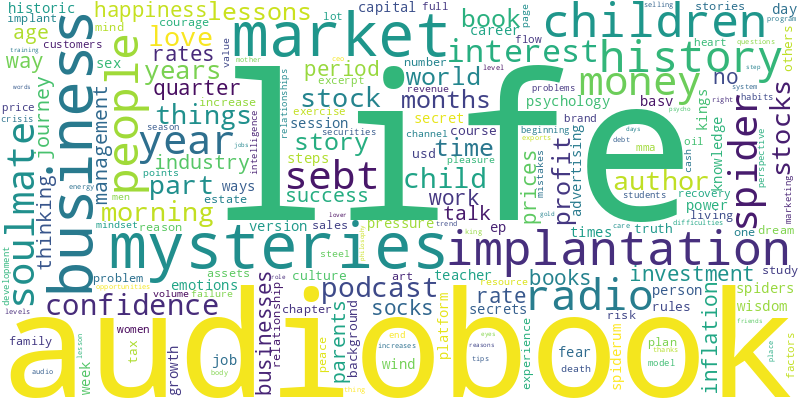 historic happiness lessons capital full book children stories day
implant courage lot career page selling program
age mind customers love market flow history heart others questions
way sex rates interest
business people years period world number level money step no
journey things quarter excerpt stock months problems psychology basv kings system habits
price increase exercise revenue secret right
crisis season session securities channel course beginning brand psycho
management year story time usd pleasure prices profit knowledge spider stocks
thinking industry steps jobs sebt child days debt mma oil cash perspective
soulmate energy points intelligence success work author students recovery marketing
men part ways estate talk ep mistakes advertising power living
morning lover life
mindset reason version sales pressure times truth one dream
mysteries implantation
development problem emotions assets steel culture king art teacher gold care difficulties books investment study
opportunities volume failure businesses role relationship podcast resource radio person spiders
levels confidence chapter socks rate secrets rules wisdom
women parents background platform risk
family lesson tax peace end experience fear spiderum plan friends factors
week growth job wind increases eyes reasons death model thanks inflation place
audio body tips
audiobook
relationships mother value training words trend exports